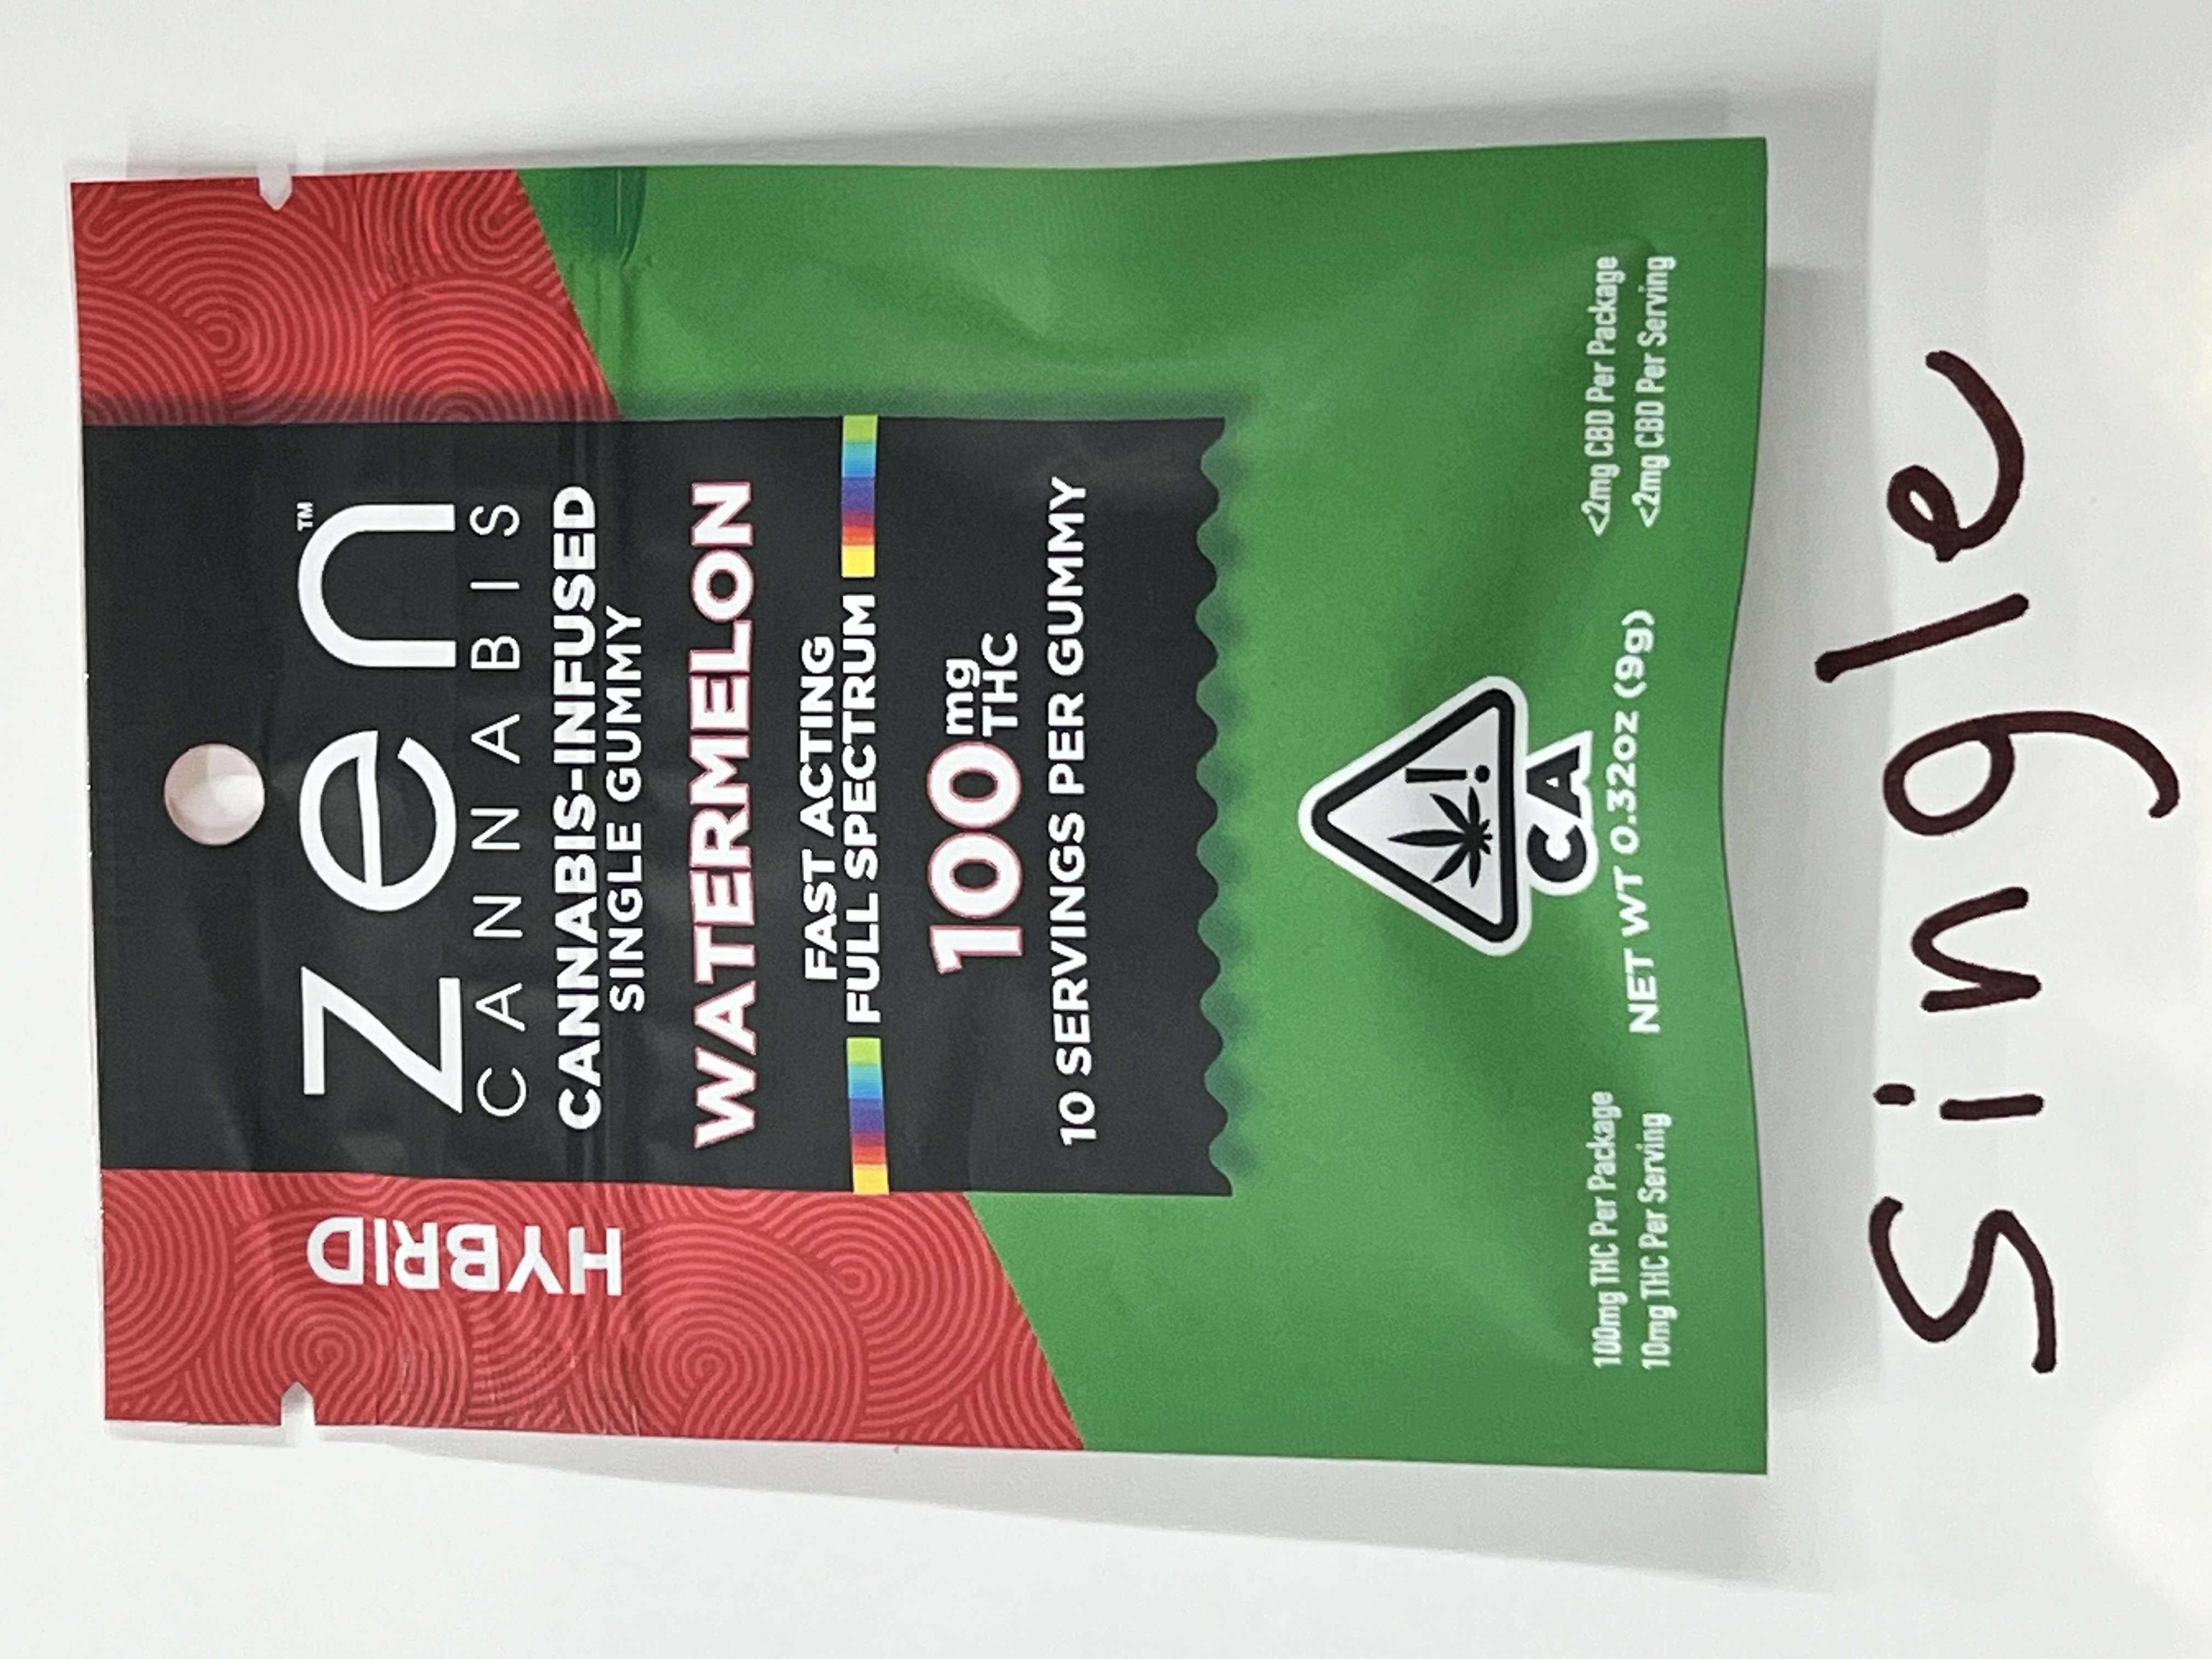 zen™
CANNABIS
CANNABIS-INFUSED
SINGLE GUMMY
HYBRID
WATERMELON
FAST ACTING
FULL SPECTRUM
100mg THC
10 SERVINGS PER GUMMY
!
CA
100mg THC Per Package
10mg THC Per Serving
NET WT 0.32oz (9g)
<2mg CBD Per Package
<2mg CBD Per Serving
Single